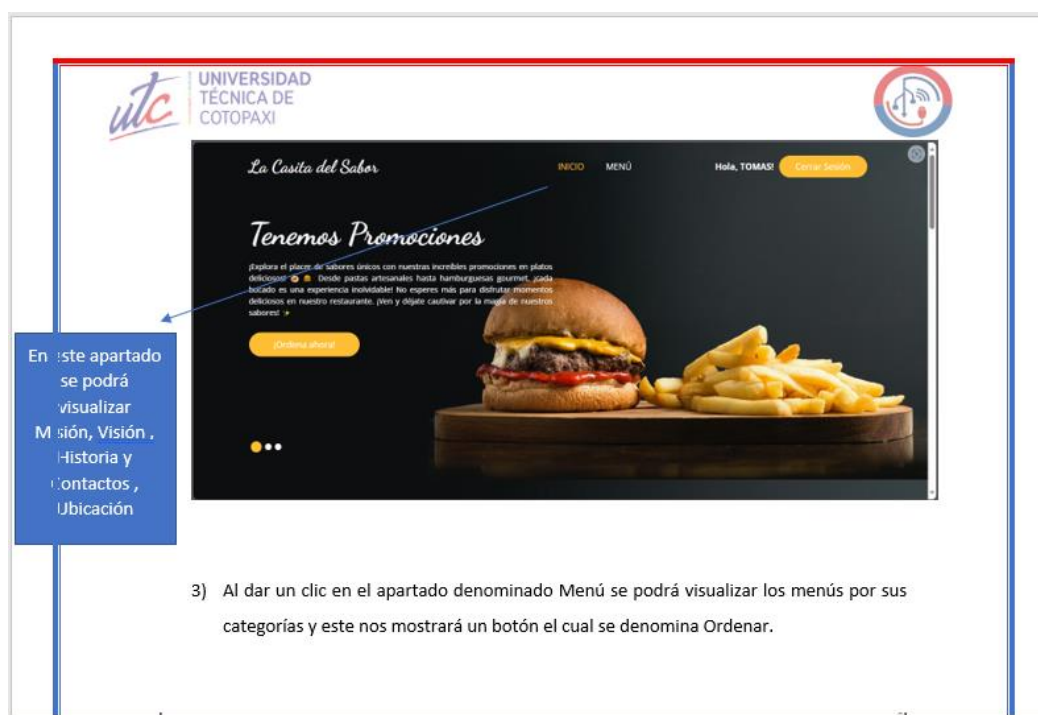 utc
UNIVERSIDAD
TÉCNICA DE
COTOPAXI
La Casita del Sabor
INICIO MENÚ
Hola, TOMAS! Cerrar Sesión
Tenemos Promociones
¡Explora el placer de sabores únicos con nuestras increíbles promociones en platos
deliciosos! Desde pastas artesanales hasta hamburguesas gourmet, ¡cada
bocado es una experiencia inolvidable! No esperes más para disfrutar momentos
deliciosos en nuestro restaurante. ¡Ven y déjate cautivar por la magia de nuestros
sabores!
¡Ordena ahora!
En este apartado
se podrá
visualizar
Misión, Visión ,
Historia y
Contactos ,
Ubicación
3) Al dar un clic en el apartado denominado Menú se podrá visualizar los menús por sus
categorías y este nos mostrará un botón el cual se denomina Ordenar.